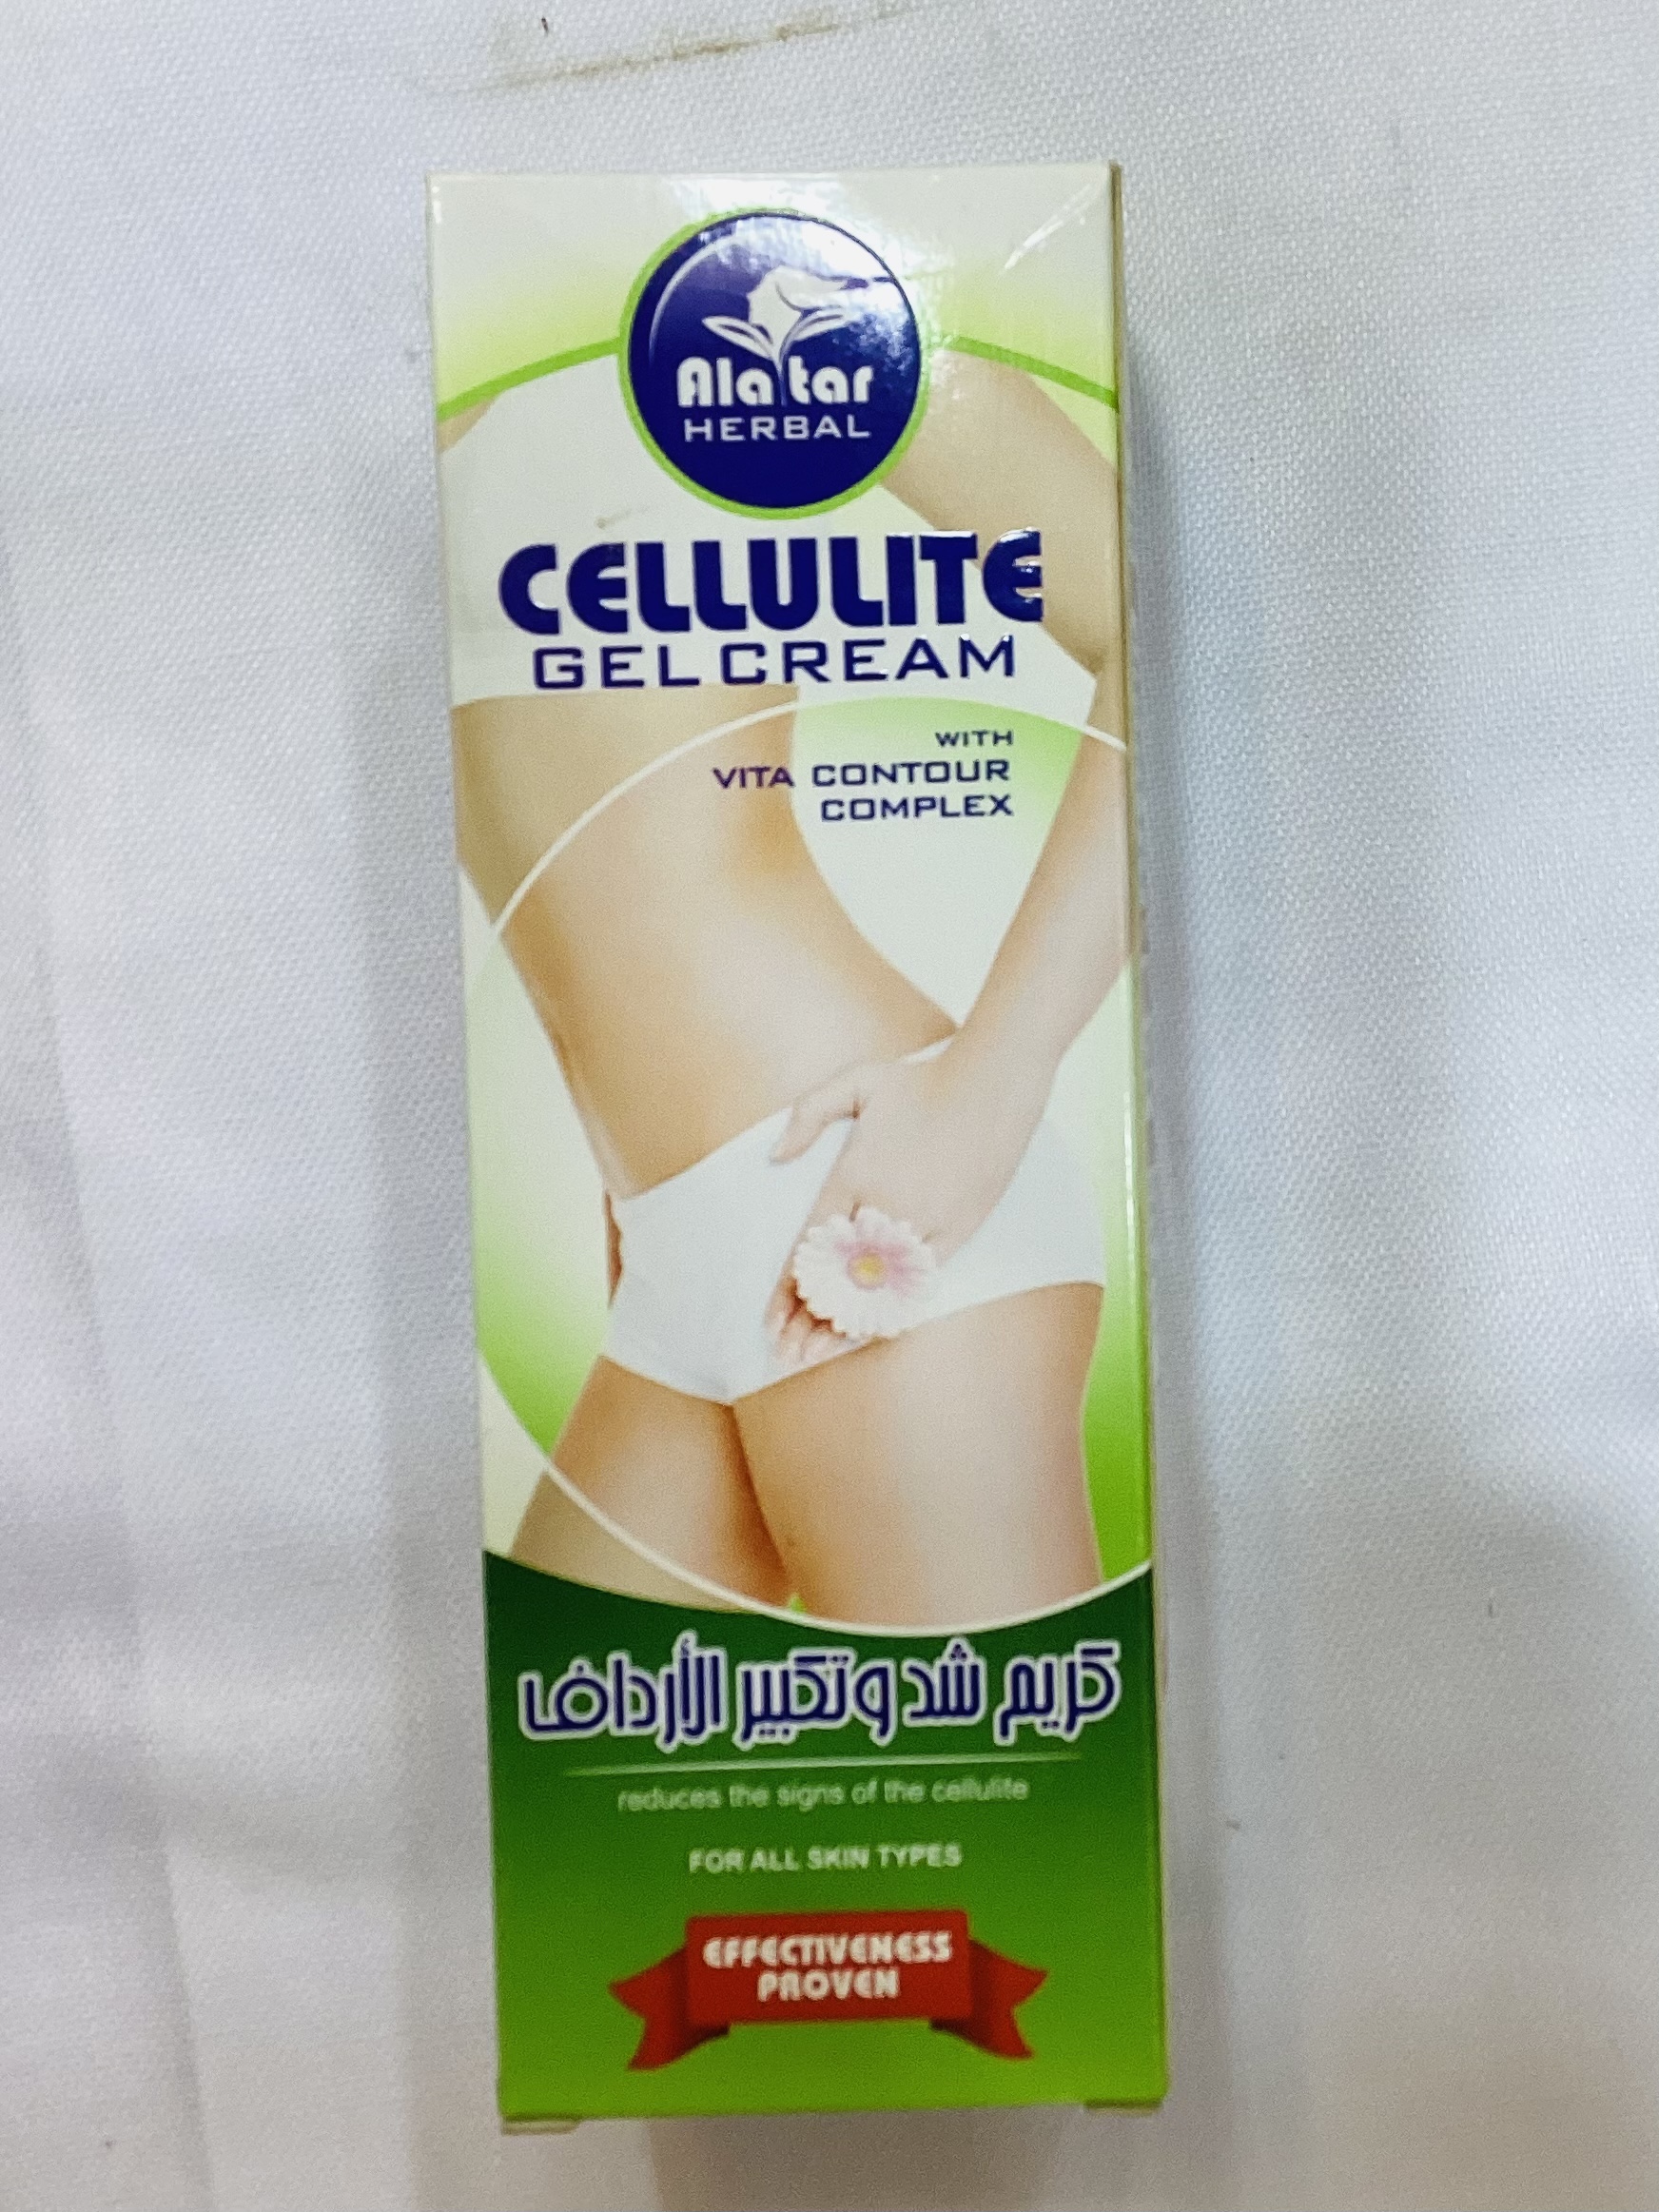 Alattar
HERBAL
CELLULITE
GEL CREAM
WITH
VITA CONTOUR
COMPLEX
كريم شد وتكبير الأرداف
reduces the signs of the cellulite
FOR ALL SKIN TYPES
EFFECTIVENESS
PROVEN